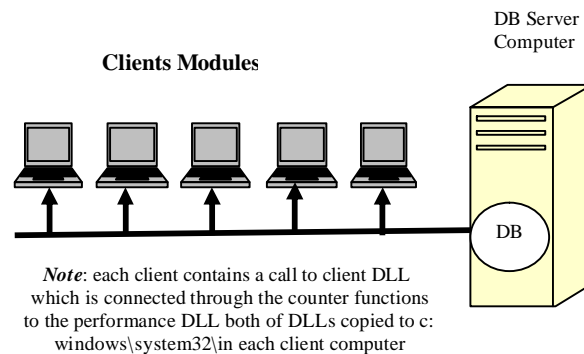 DB Server
Computer
Clients Modules
DB
Note: each client contains a call to client DLL
which is connected through the counter functions
to the performance DLL both of DLLs copied to c:
windows\system32\in each client computer